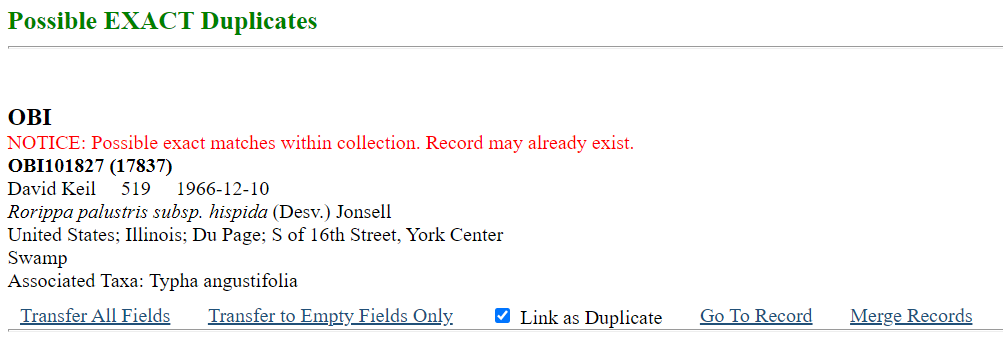 Possible EXACT Duplicates
OBI
NOTICE: Possible exact matches within collection. Record may already exist.
OBI101827 (17837)
David Keil 519 1966-12-10
Rorippa palustris subsp. hispida (Desv.) Jonsell
United States; Illinois; Du Page; S of 16th Street, York Center
Swamp
Associated Taxa: Typha angustifolia
Transfer All Fields Transfer to Empty Fields Only Link as Duplicate Go To Record Merge Records